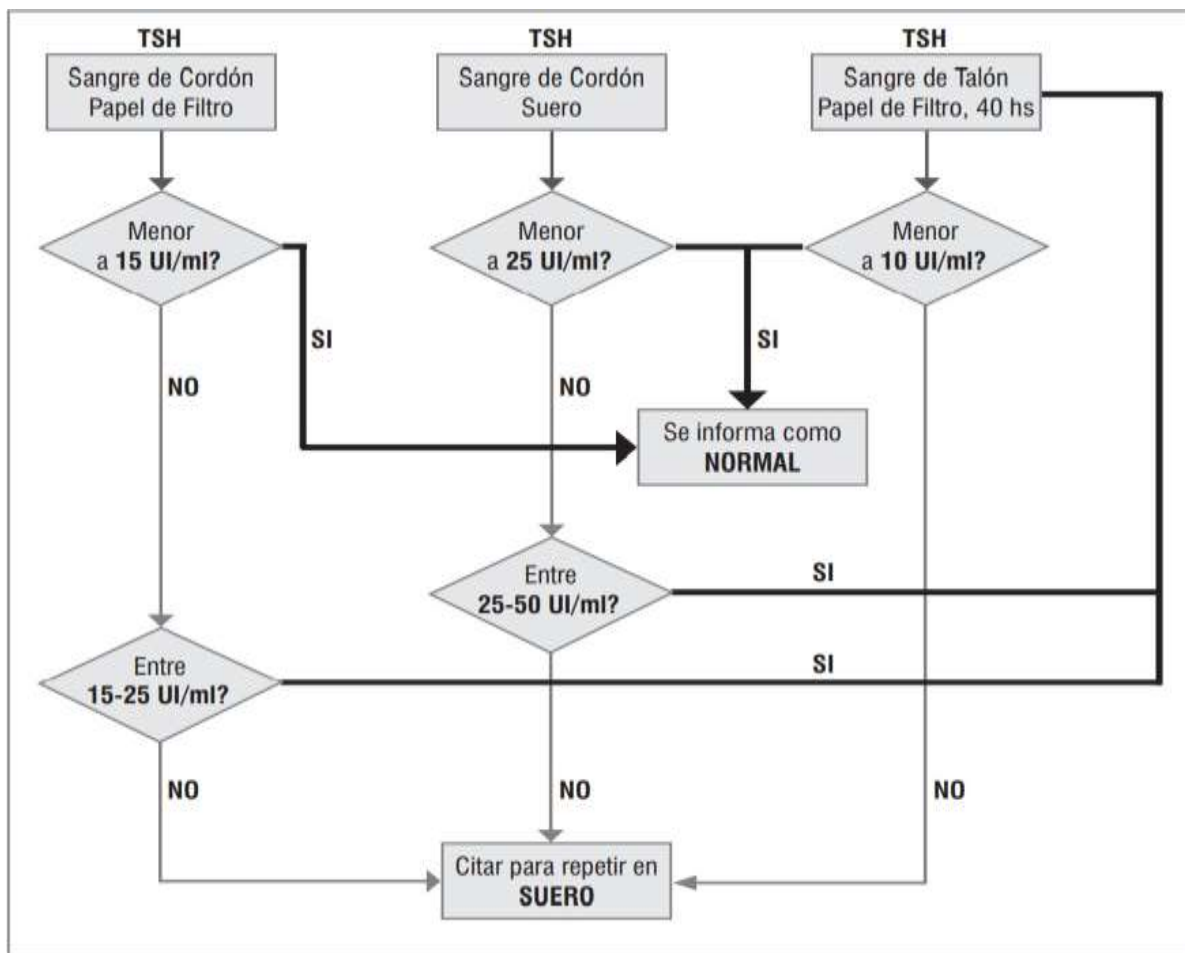 TSH
Sangre de Cordón
Papel de Filtro
TSH
Sangre de Cordón
Suero
TSH
Sangre de Talón
Papel de Filtro, 40 hs
Menor
a 15 UI/ml?
Menor
a 25 UI/ml?
Menor
a 10 UI/ml?
SI
SI
NO
NO
Se informa como
NORMAL
Entre
25-50 UI/ml?
SI
Entre
15-25 UI/ml?
SI
NO
NO
NO
Citar para repetir en
SUERO